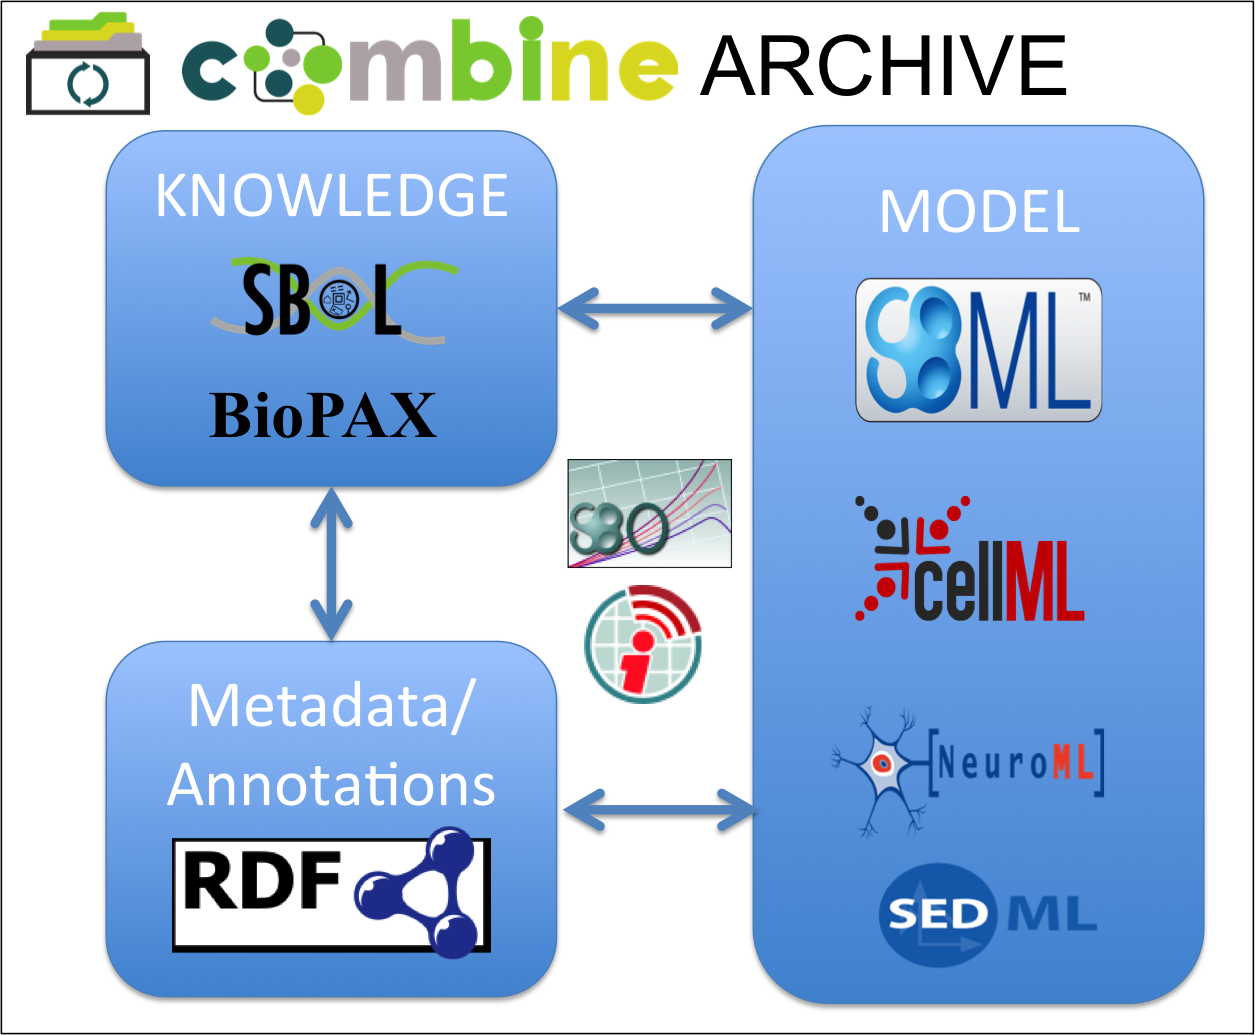 combine ARCHIVE
KNOWLEDGE
SBOL
BioPAX
MODEL
SBML TM
cellML
[NeuroML]
SED ML
SBO
i
Metadata/
Annotations
RDF